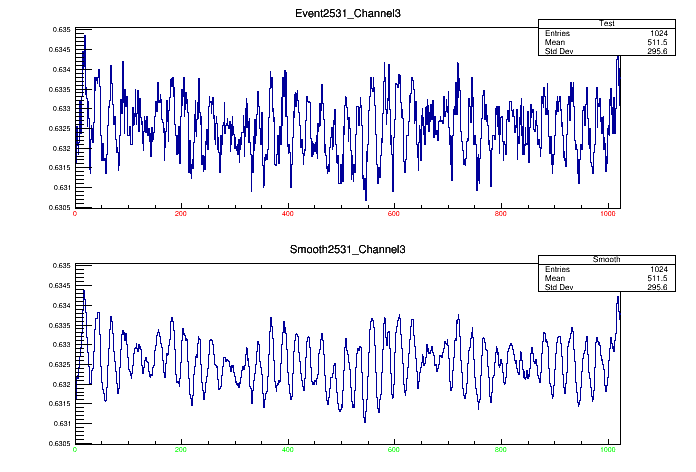 Event2531_Channel3
Test
Entries 1024
Mean 511.5
Std Dev 295.6
0.635
0.6345
0.634
0.6335
0.633
0.6325
0.632
0.6315
0.631
0.6305
0 200 400 600 800 1000
Smooth2531_Channel3
Smooth
Entries 1024
Mean 511.5
Std Dev 295.6
0.635
0.6345
0.634
0.6335
0.633
0.6325
0.632
0.6315
0.631
0.6305
0 200 400 600 800 1000